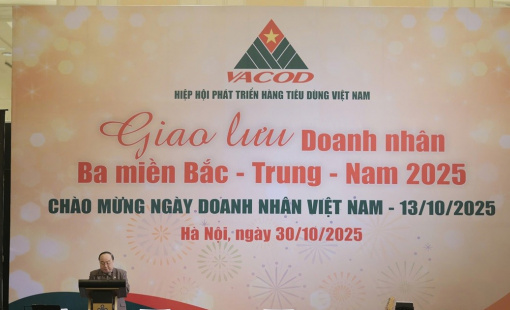 VACOD
HIỆP HỘI PHÁT TRIỂN HÀNG TIÊU DÙNG VIỆT NAM
Giao lưu Doanh nhân
Ba miền Bắc - Trung - Nam 2025
CHÀO MỪNG NGÀY DOANH NHÂN VIỆT NAM - 13/10/2025
Hà Nội, ngày 30/10/2025